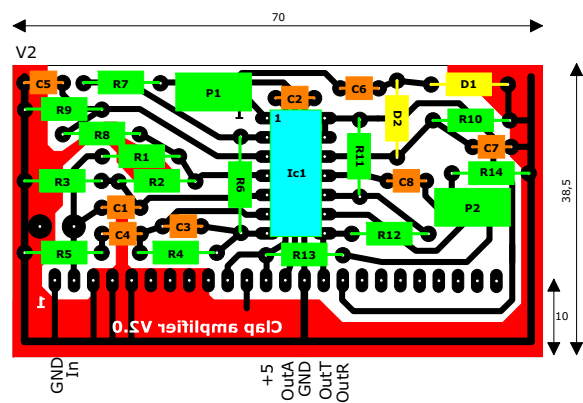 70
V2
C5
R7
P1
C2
C6
D1
R9
1
1
D2
R10
R8
C7
R1
R11
R14
R3
R2
R6
Ic1
C8
C1
P2
C4
C3
R12
R5
R4
R13
38,5
1
Clap amplifier V2.0
10
GND
In
+5
OutA
GND
OutT
OutR